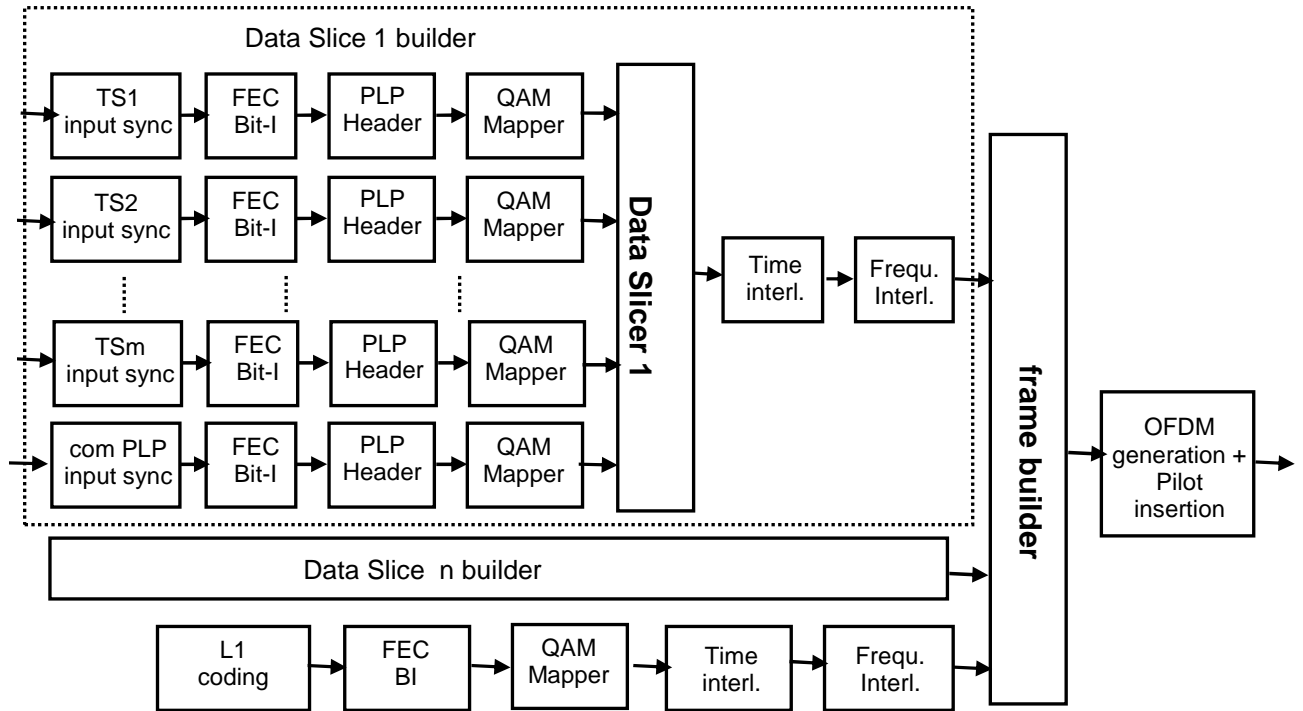 Data Slice 1 builder
TS1
input sync
FEC
Bit-I
PLP
Header
QAM
Mapper
TS2
input sync
FEC
Bit-I
PLP
Header
QAM
Mapper
TSm
input sync
FEC
Bit-I
PLP
Header
QAM
Mapper
com PLP
input sync
FEC
Bit-I
PLP
Header
QAM
Mapper
Data Slicer 1
Time
interl.
Frequ.
Interl.
Data Slice n builder
L1
coding
FEC
BI
QAM
Mapper
Time
interl.
Frequ.
Interl.
frame builder
OFDM
generation +
Pilot
insertion